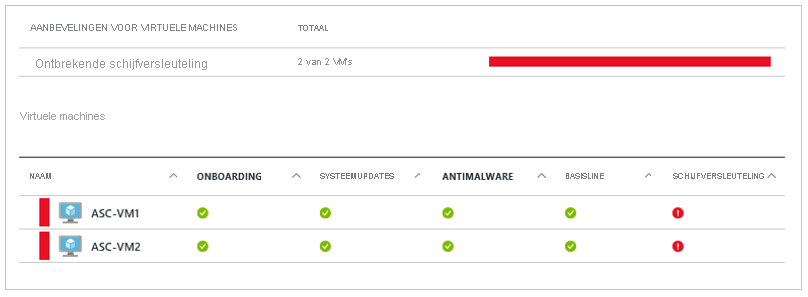 AANBEVELINGEN VOOR VIRTUELE MACHINES TOTAAL
Ontbrekende schijfversleuteling 2 van 2 VM's
Virtuele machines
NAAM ONBOARDING SYSTEEMUPDATES ANTIMALWARE BASISLINE SCHIJFVERSLEUTELING
ASC-VM1
ASC-VM2